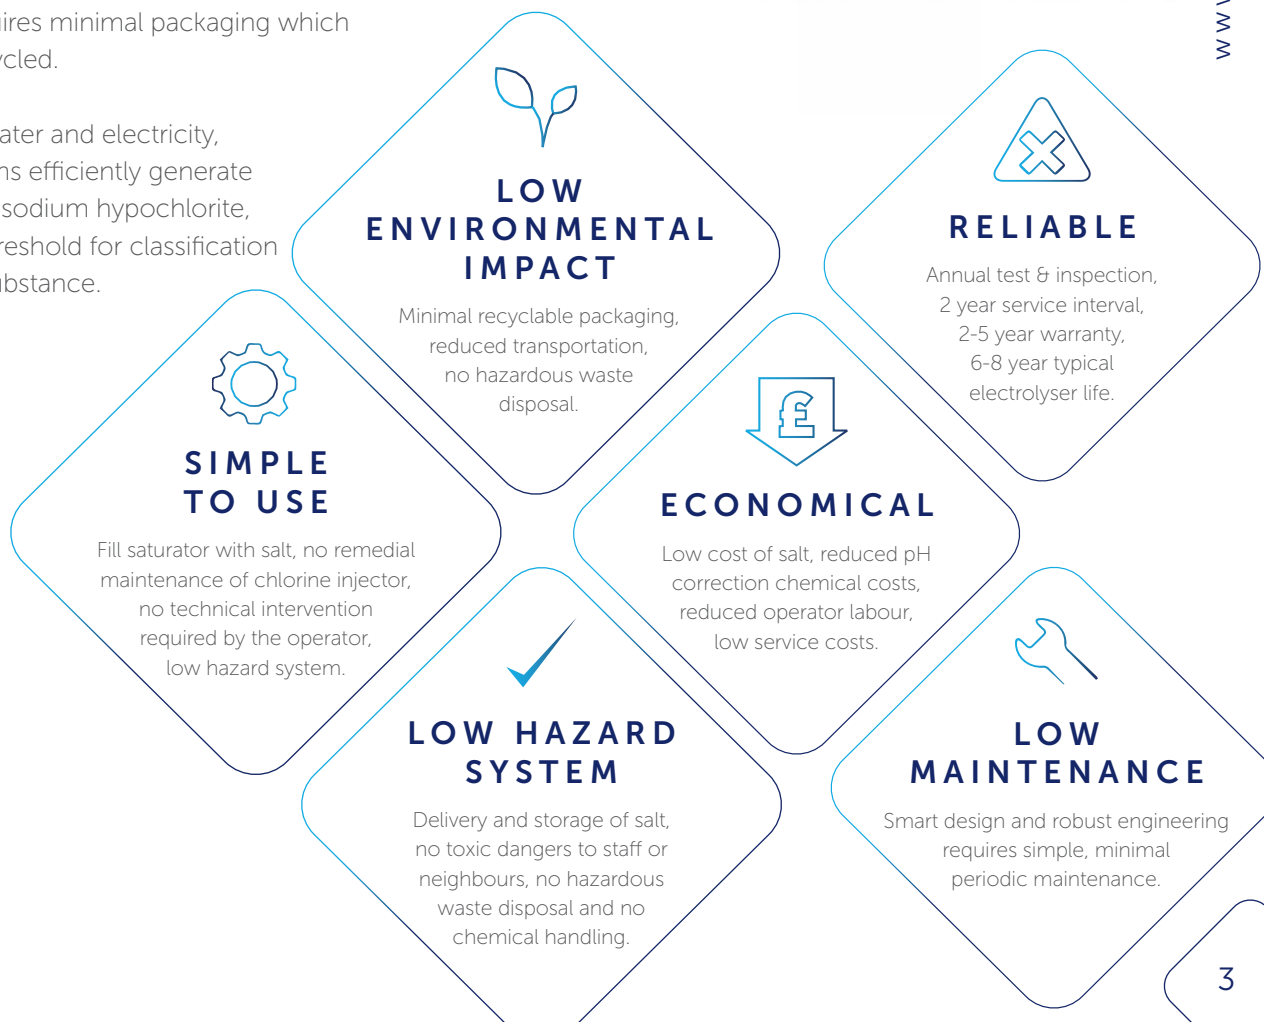 uires minimal packaging which
ycled.
ater and electricity,
ns efficiently generate
sodium hypochlorite,
reshold for classification
ubstance.
LOW
ENVIRONMENTAL
IMPACT
Minimal recyclable packaging,
reduced transportation,
no hazardous waste
disposal.
RELIABLE
Annual test & inspection,
2 year service interval,
2-5 year warranty,
6-8 year typical
electrolyser life.
SIMPLE
TO USE
Fill saturator with salt, no remedial
maintenance of chlorine injector,
no technical intervention
required by the operator,
low hazard system.
£
ECONOMICAL
Low cost of salt, reduced pH
correction chemical costs,
reduced operator labour,
low service costs.
LOW HAZARD
SYSTEM
Delivery and storage of salt,
no toxic dangers to staff or
neighbours, no hazardous
waste disposal and no
chemical handling.
LOW
MAINTENANCE
Smart design and robust engineering
requires simple, minimal
periodic maintenance.
3